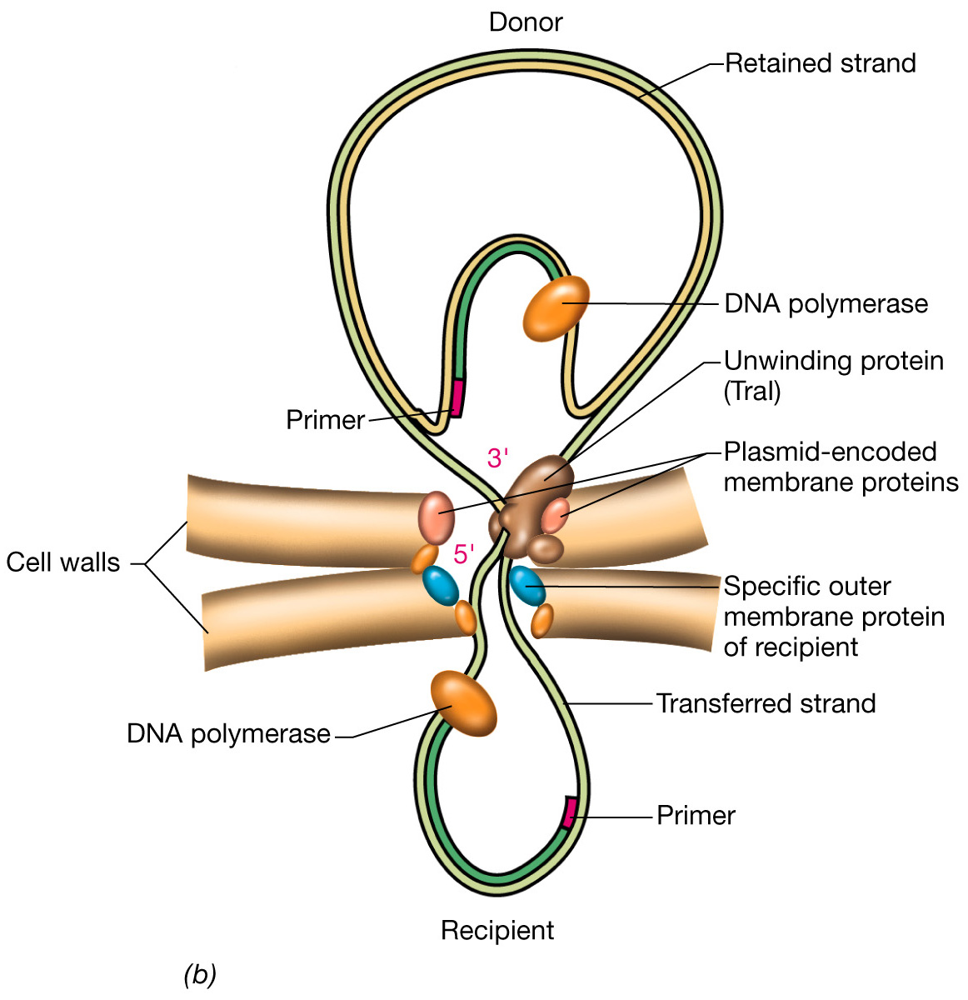 Donor
Retained strand
DNA polymerase
Unwinding protein
(TraI)
Primer
3'
Plasmid-encoded
membrane proteins
5'
Cell walls
Specific outer
membrane protein
of recipient
Transferred strand
DNA polymerase
Primer
Recipient
(b)